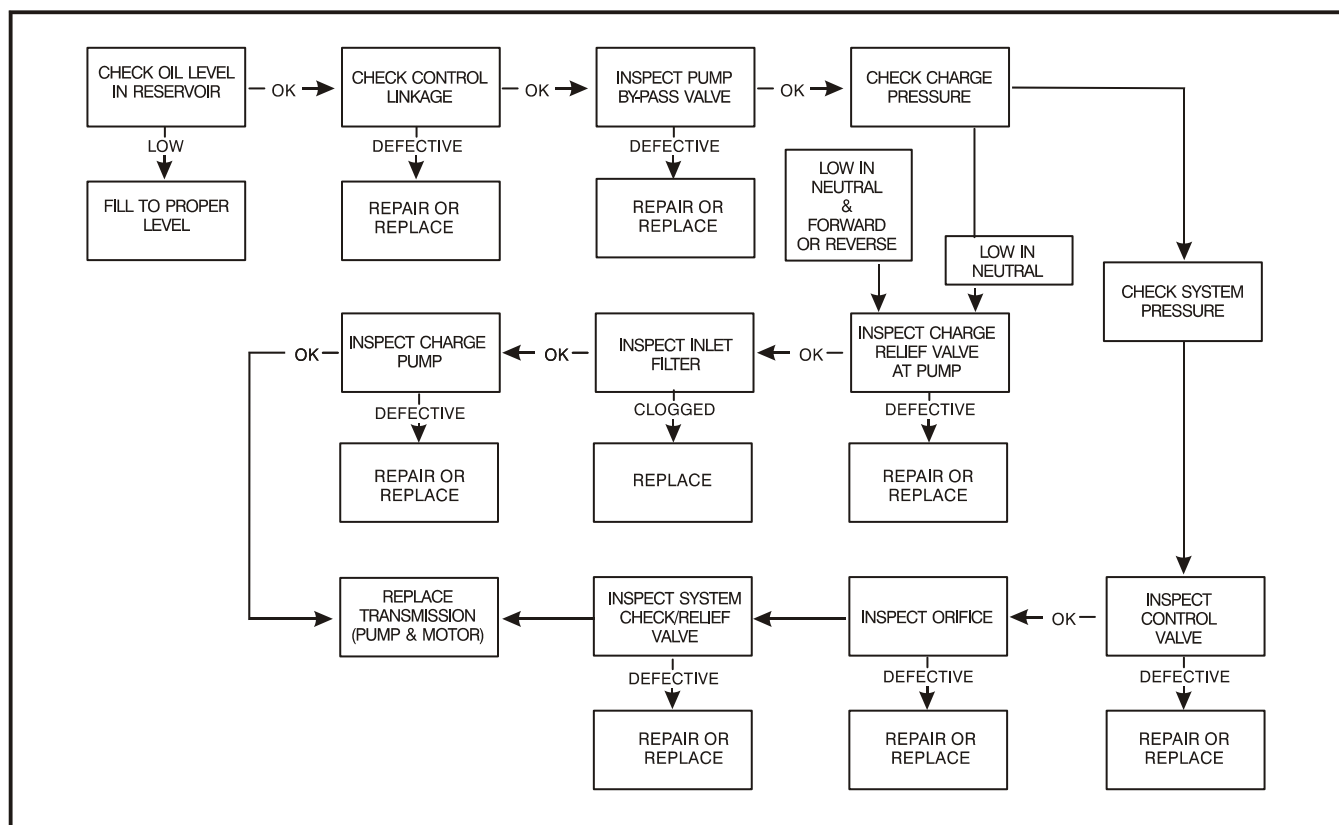 CHECK OIL LEVEL
IN RESERVOIR
OK
CHECK CONTROL
LINKAGE
OK
INSPECT PUMP
BY-PASS VALVE
OK
CHECK CHARGE
PRESSURE
LOW
DEFECTIVE
DEFECTIVE
FILL TO PROPER
LEVEL
REPAIR OR
REPLACE
REPAIR OR
REPLACE
LOW IN
NEUTRAL
&
FORWARD
OR REVERSE
LOW IN
NEUTRAL
CHECK SYSTEM
PRESSURE
OK
INSPECT CHARGE
PUMP
OK
INSPECT INLET
FILTER
OK
INSPECT CHARGE
RELIEF VALVE
AT PUMP
DEFECTIVE
CLOGGED
DEFECTIVE
REPAIR OR
REPLACE
REPLACE
REPAIR OR
REPLACE
REPLACE
TRANSMISSION
(PUMP & MOTOR)
INSPECT SYSTEM
CHECK/RELIEF
VALVE
INSPECT ORIFICE
OK
INSPECT
CONTROL
VALVE
DEFECTIVE
DEFECTIVE
DEFECTIVE
REPAIR OR
REPLACE
REPAIR OR
REPLACE
REPAIR OR
REPLACE